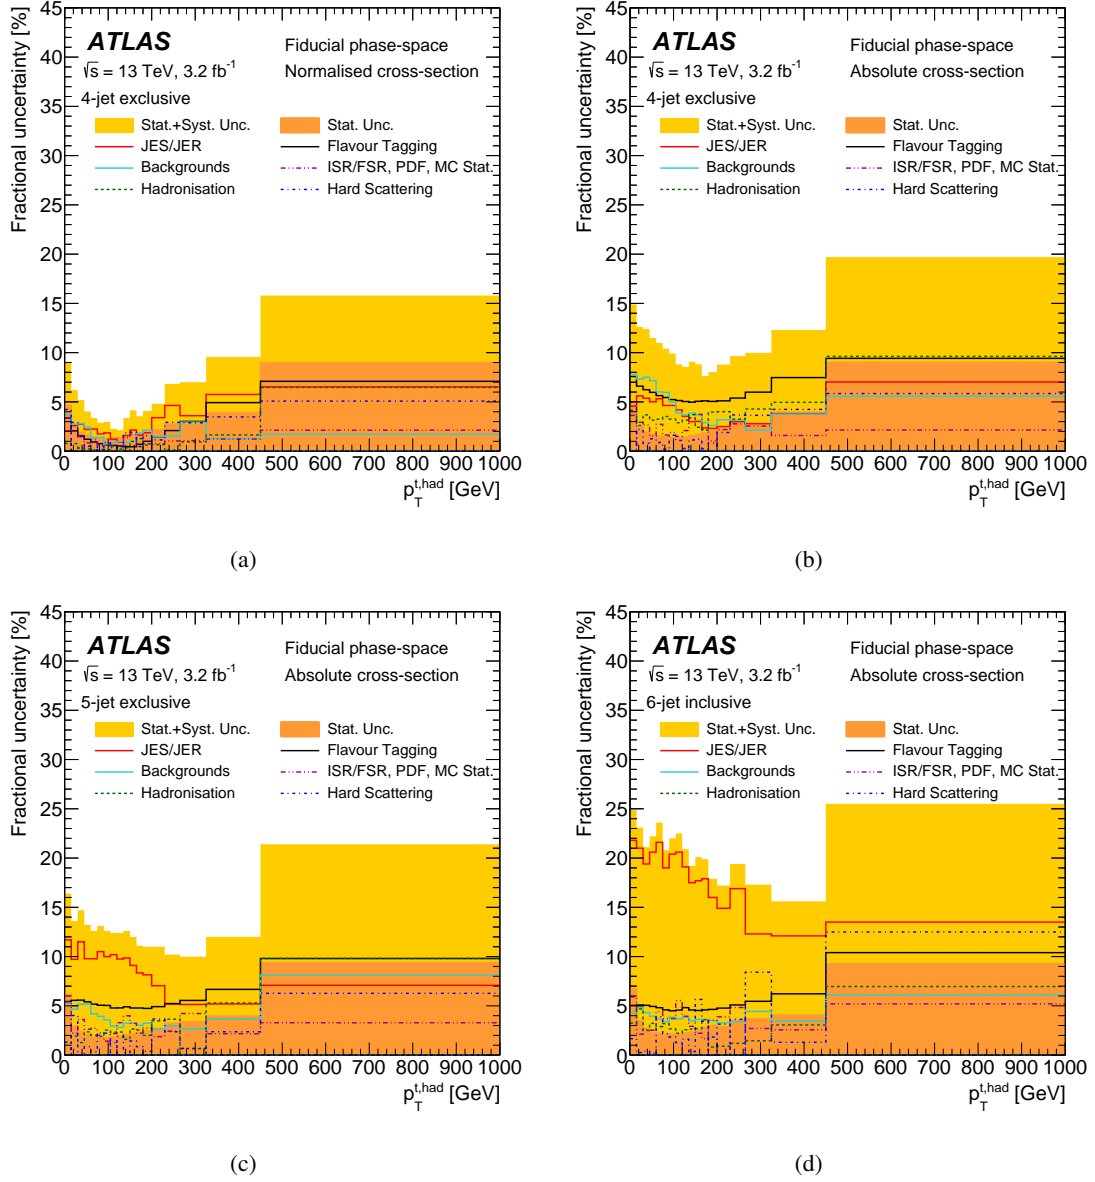 Fractional uncertainty [%]
45
40
35
30
25
20
15
10
5
0
ATLAS
√s = 13 TeV, 3.2 fb⁻¹
4-jet exclusive
Fiducial phase-space
Normalised cross-section
Stat.+Syst. Unc.
Stat. Unc.
JES/JER
Flavour Tagging
Backgrounds
ISR/FSR, PDF, MC Stat.
Hadronisation
Hard Scattering
0 100 200 300 400 500 600 700 800 900 1000
p_T^{t,had} [GeV]
(a)
Fractional uncertainty [%]
45
40
35
30
25
20
15
10
5
0
ATLAS
√s = 13 TeV, 3.2 fb⁻¹
4-jet exclusive
Fiducial phase-space
Absolute cross-section
Stat.+Syst. Unc.
Stat. Unc.
JES/JER
Flavour Tagging
Backgrounds
ISR/FSR, PDF, MC Stat.
Hadronisation
Hard Scattering
0 100 200 300 400 500 600 700 800 900 1000
p_T^{t,had} [GeV]
(b)
Fractional uncertainty [%]
45
40
35
30
25
20
15
10
5
0
ATLAS
√s = 13 TeV, 3.2 fb⁻¹
5-jet exclusive
Fiducial phase-space
Absolute cross-section
Stat.+Syst. Unc.
Stat. Unc.
JES/JER
Flavour Tagging
Backgrounds
ISR/FSR, PDF, MC Stat.
Hadronisation
Hard Scattering
0 100 200 300 400 500 600 700 800 900 1000
p_T^{t,had} [GeV]
(c)
Fractional uncertainty [%]
45
40
35
30
25
20
15
10
5
0
ATLAS
√s = 13 TeV, 3.2 fb⁻¹
6-jet inclusive
Fiducial phase-space
Absolute cross-section
Stat.+Syst. Unc.
Stat. Unc.
JES/JER
Flavour Tagging
Backgrounds
ISR/FSR, PDF, MC Stat.
Hadronisation
Hard Scattering
0 100 200 300 400 500 600 700 800 900 1000
p_T^{t,had} [GeV]
(d)